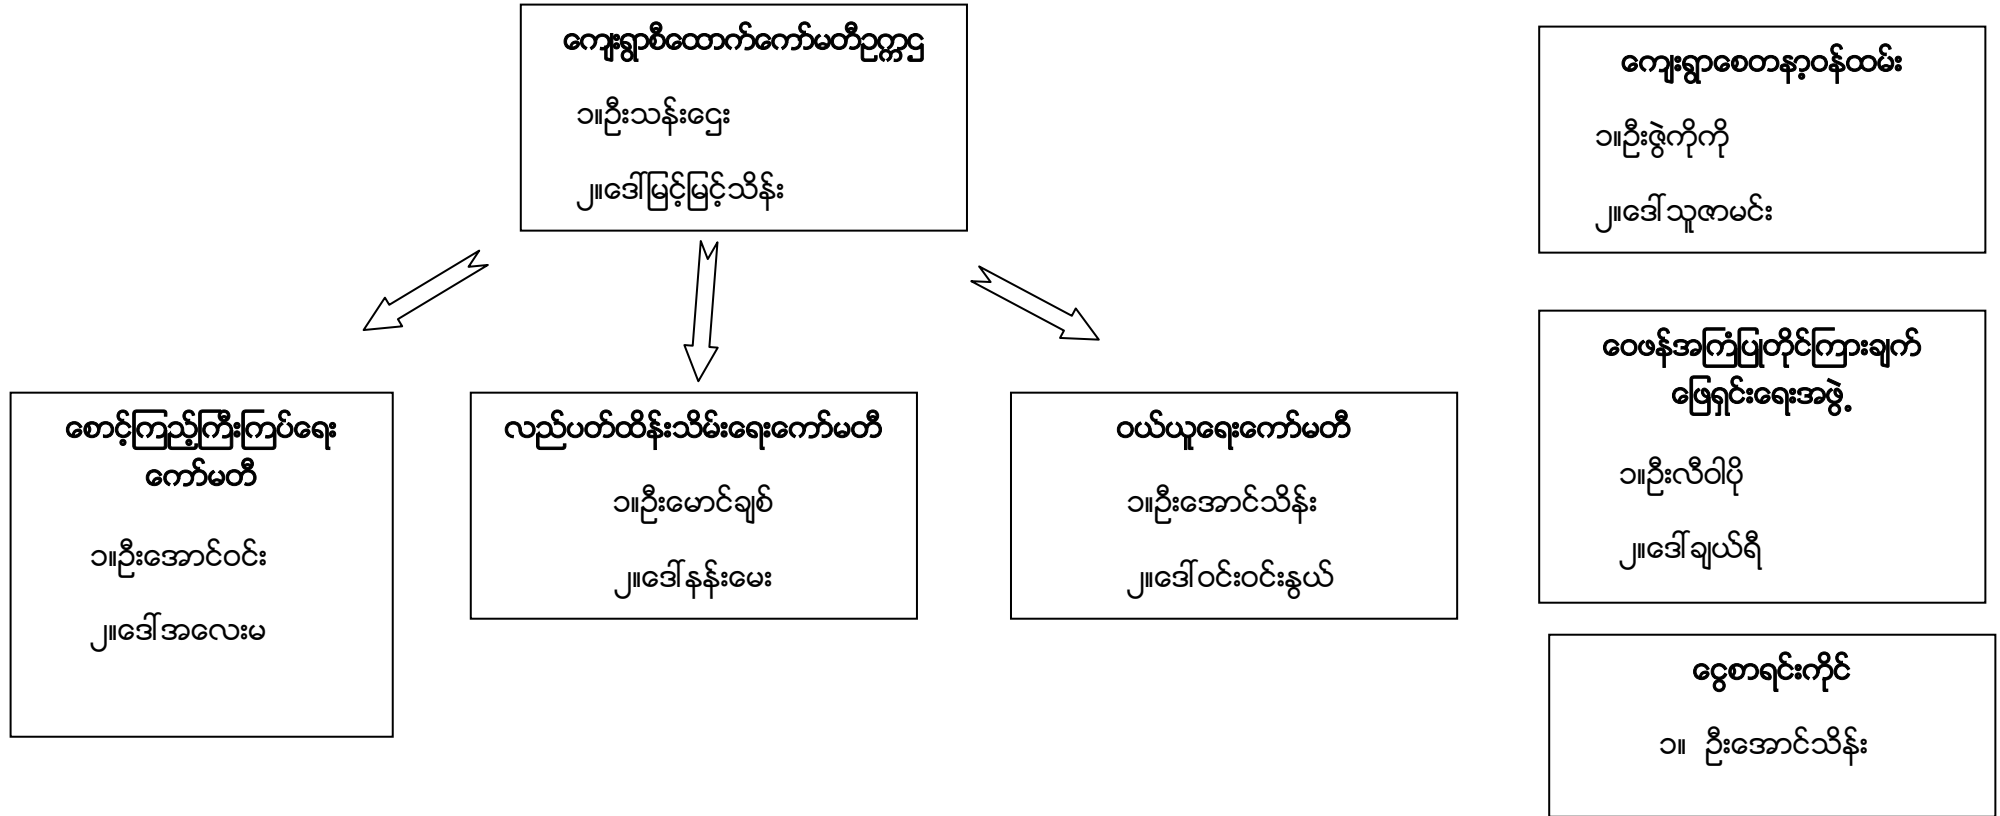 ကျေးရွာစီထောက်ကော်မတီဥက္ကဌ
၁။ဦးသန်းဌေး
၂။ဒေါ်မြင့်မြင့်သိန်း
စောင့်ကြည့်ကြီးကြပ်ရေး
ကော်မတီ
၁။ဦးအောင်ဝင်း
၂။ဒေါ်အလေးမ
လည်ပတ်ထိန်းသိမ်းရေးကော်မတီ
၁။ဦးမောင်ချစ်
၂။ဒေါ်နန်းမေး
ဝယ်ယူရေးကော်မတီ
၁။ဦးအောင်သိန်း
၂။ဒေါ်ဝင်းဝင်းနွယ်
ကျေးရွာစေတနာ့ဝန်ထမ်း
၁။ဦးဇွဲကိုကို
၂။ဒေါ်သူဇာမင်း
ဝေဖန်အကြံပြုတိုင်ကြားချက်
ဖြေရှင်းရေးအဖွဲ့
၁။ဦးလီဝါပို
၂။ဒေါ်ချယ်ရီ
ငွေစာရင်းကိုင်
၁။ ဦးအောင်သိန်း